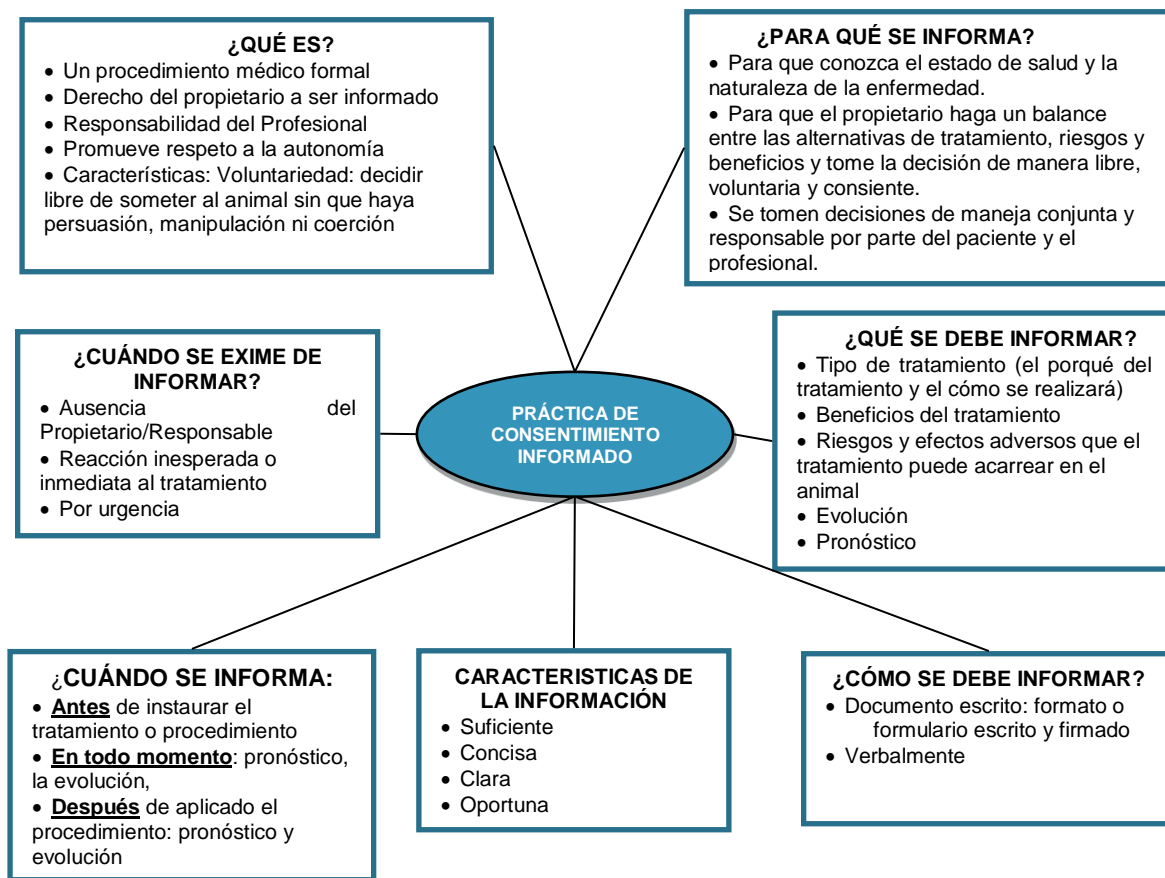 ¿QUÉ ES?
• Un procedimiento médico formal
• Derecho del propietario a ser informado
• Responsabilidad del Profesional
• Promueve respeto a la autonomía
• Características: Voluntariedad: decidir
libre de someter al animal sin que haya
persuasión, manipulación ni coerción
¿PARA QUÉ SE INFORMA?
• Para que conozca el estado de salud y la
naturaleza de la enfermedad.
• Para que el propietario haga un balance
entre las alternativas de tratamiento, riesgos y
beneficios y tome la decisión de manera libre,
voluntaria y consiente.
• Se tomen decisiones de maneja conjunta y
responsable por parte del paciente y el
profesional.
¿CUÁNDO SE EXIME DE
INFORMAR?
• Ausencia del
Propietario/Responsable
• Reacción inesperada o
inmediata al tratamiento
• Por urgencia
PRÁCTICA DE
CONSENTIMIENTO
INFORMADO
¿QUÉ SE DEBE INFORMAR?
• Tipo de tratamiento (el porqué del
tratamiento y el cómo se realizará)
• Beneficios del tratamiento
• Riesgos y efectos adversos que el
tratamiento puede acarrear en el
animal
• Evolución
• Pronóstico
¿CUÁNDO SE INFORMA:
• Antes de instaurar el
tratamiento o procedimiento
• En todo momento: pronóstico,
la evolución,
• Después de aplicado el
procedimiento: pronóstico y
evolución
CARACTERISTICAS DE
LA INFORMACIÓN
• Suficiente
• Concisa
• Clara
• Oportuna
¿CÓMO SE DEBE INFORMAR?
• Documento escrito: formato o
formulario escrito y firmado
• Verbalmente